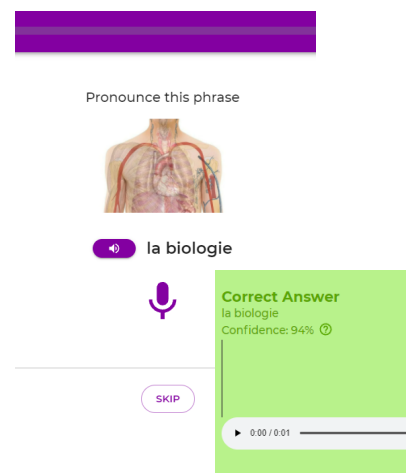 Pronounce this phrase
la biologie
Correct Answer
la biologie
Confidence: 94% ?
SKIP
0:00 / 0:01